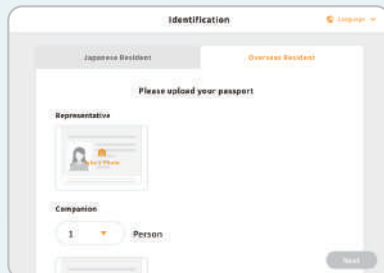 Identification
Language
Japanese Resident
Overseas Resident
Please upload your passport
Representative
Companion
1
Person
Next